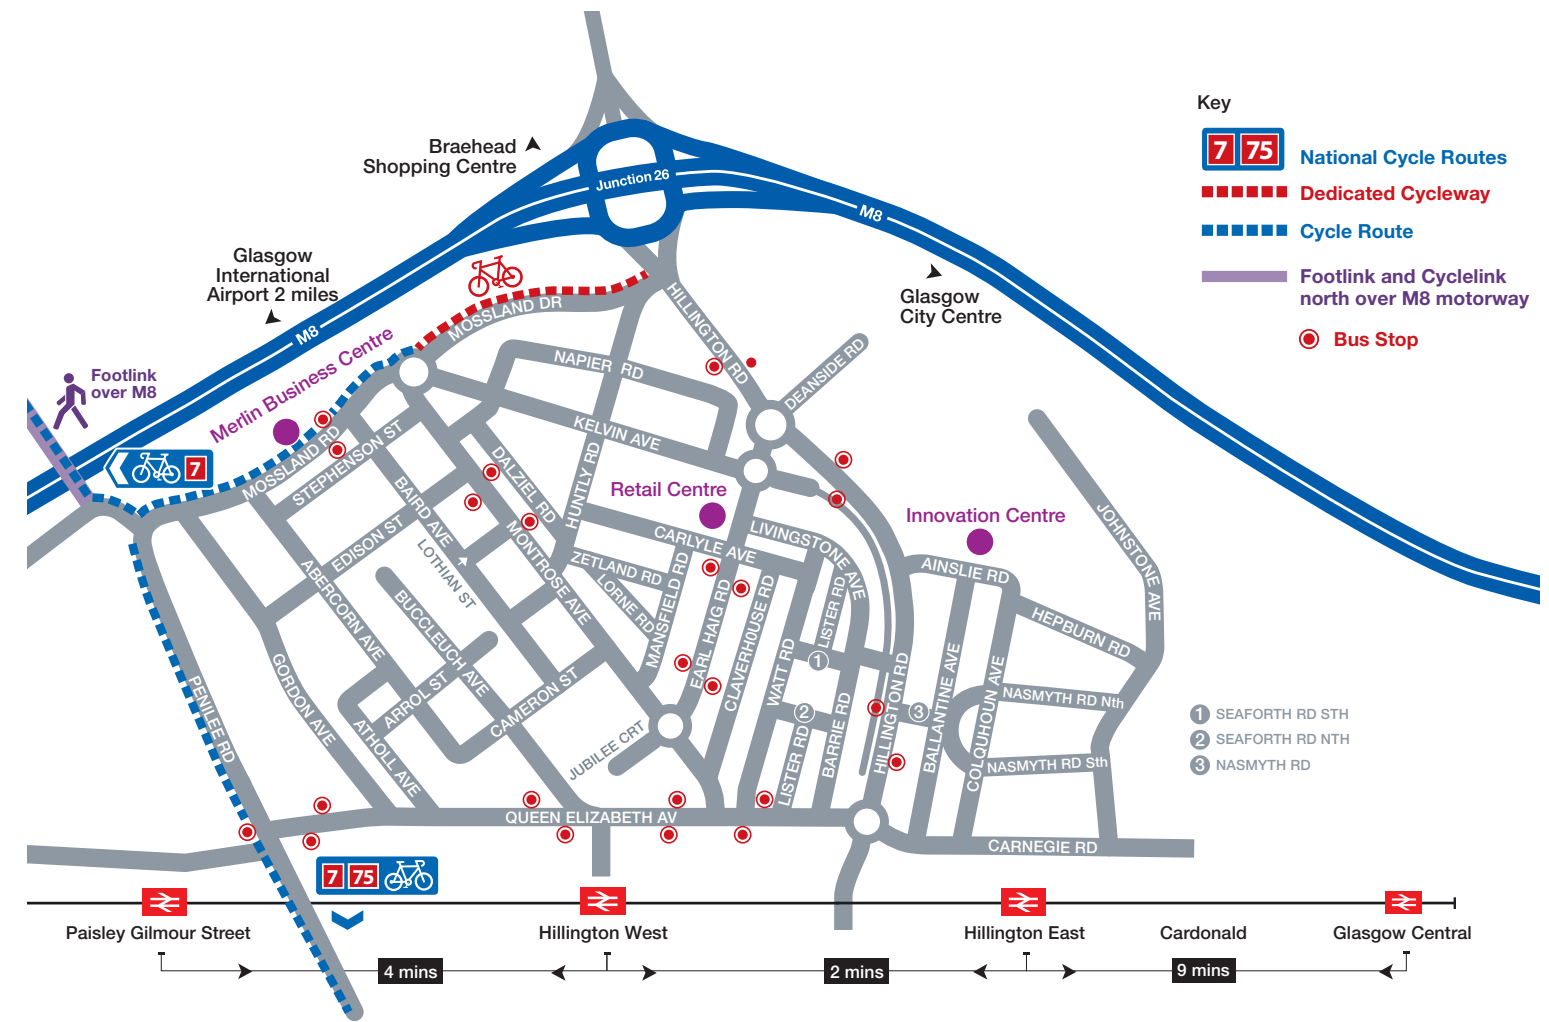 Key
7 75
National Cycle Routes
Dedicated Cycleway
Cycle Route
Footlink and Cyclelink
north over M8 motorway
Bus Stop
Braehead
Shopping Centre
Junction 26
M8
Glasgow
International
Airport 2 miles
M8
Glasgow
City Centre
Footlink
over M8
Merlin Business Centre
7
MOSSLAND DR
HILLINGTON RD
NAPIER RD
DEANSIDE RD
KELVIN AVE
MOSSLAND RD
STEPHENSON ST
DALZIEL RD
HUNTLY RD
BAIRD AVE
Retail Centre
Innovation Centre
JOHNSTONE AVE
EDISON ST
LOTHIAN ST
MONTROSE AVE
CARLYLE AVE
LIVINGSTONE AVE
ABERCORN AVE
ZETLAND RD
LORNE RD
MANSFIELD RD
EARL HAIG RD
CLAVERHOUSE RD
LISTER RD
AINSLIE RD
HEPBURN RD
BUCCLEUCH AVE
GORDON AVE
PENILEE RD
ARROL ST
ATHOLL AVE
CAMERON ST
JUBILEE CRT
WATT RD
1
2
3
LISTER RD
BARRIE RD
HILLINGTON RD
BALLANTINE AVE
COLQUHOUN AVE
NASMYTH RD Nth
NASMYTH RD Sth
1 SEAFORTH RD STH
2 SEAFORTH RD NTH
3 NASMYTH RD
QUEEN ELIZABETH AV
CARNEGIE RD
7 75
Paisley Gilmour Street
Hillington West
Hillington East
Cardonald
Glasgow Central
4 mins
2 mins
9 mins